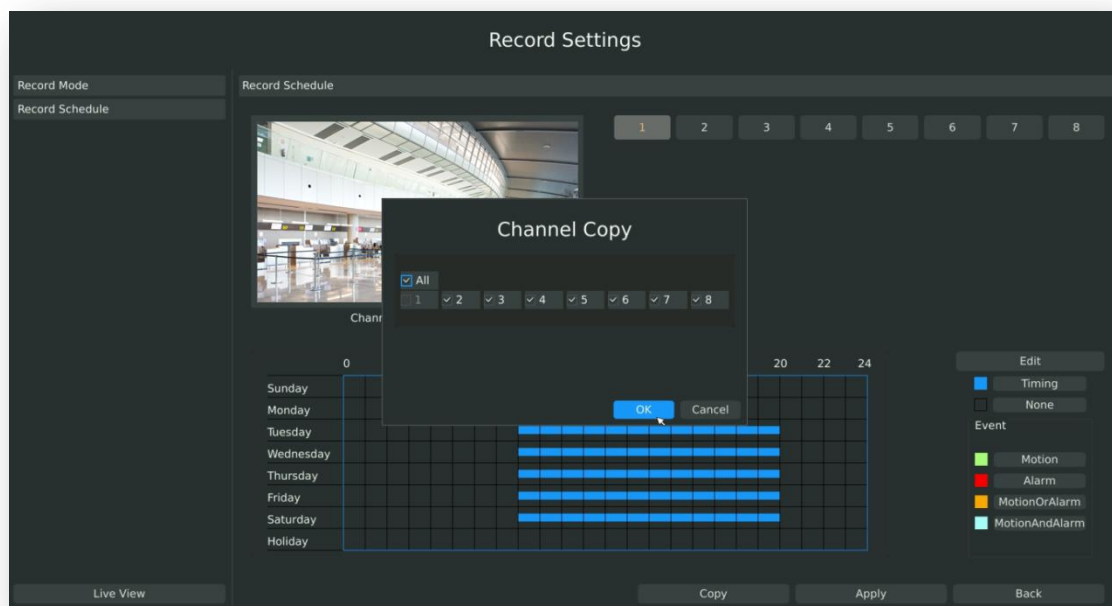 Record Settings
Record Mode
Record Schedule
Record Schedule
1 2 3 4 5 6 7 8
Channel Copy
All
1 2 3 4 5 6 7 8
Chann
OK Cancel
0 20 22 24
Sunday
Monday
Tuesday
Wednesday
Thursday
Friday
Saturday
Holiday
Edit
Timing
None
Event
Motion
Alarm
MotionOrAlarm
MotionAndAlarm
Live View Copy Apply Back